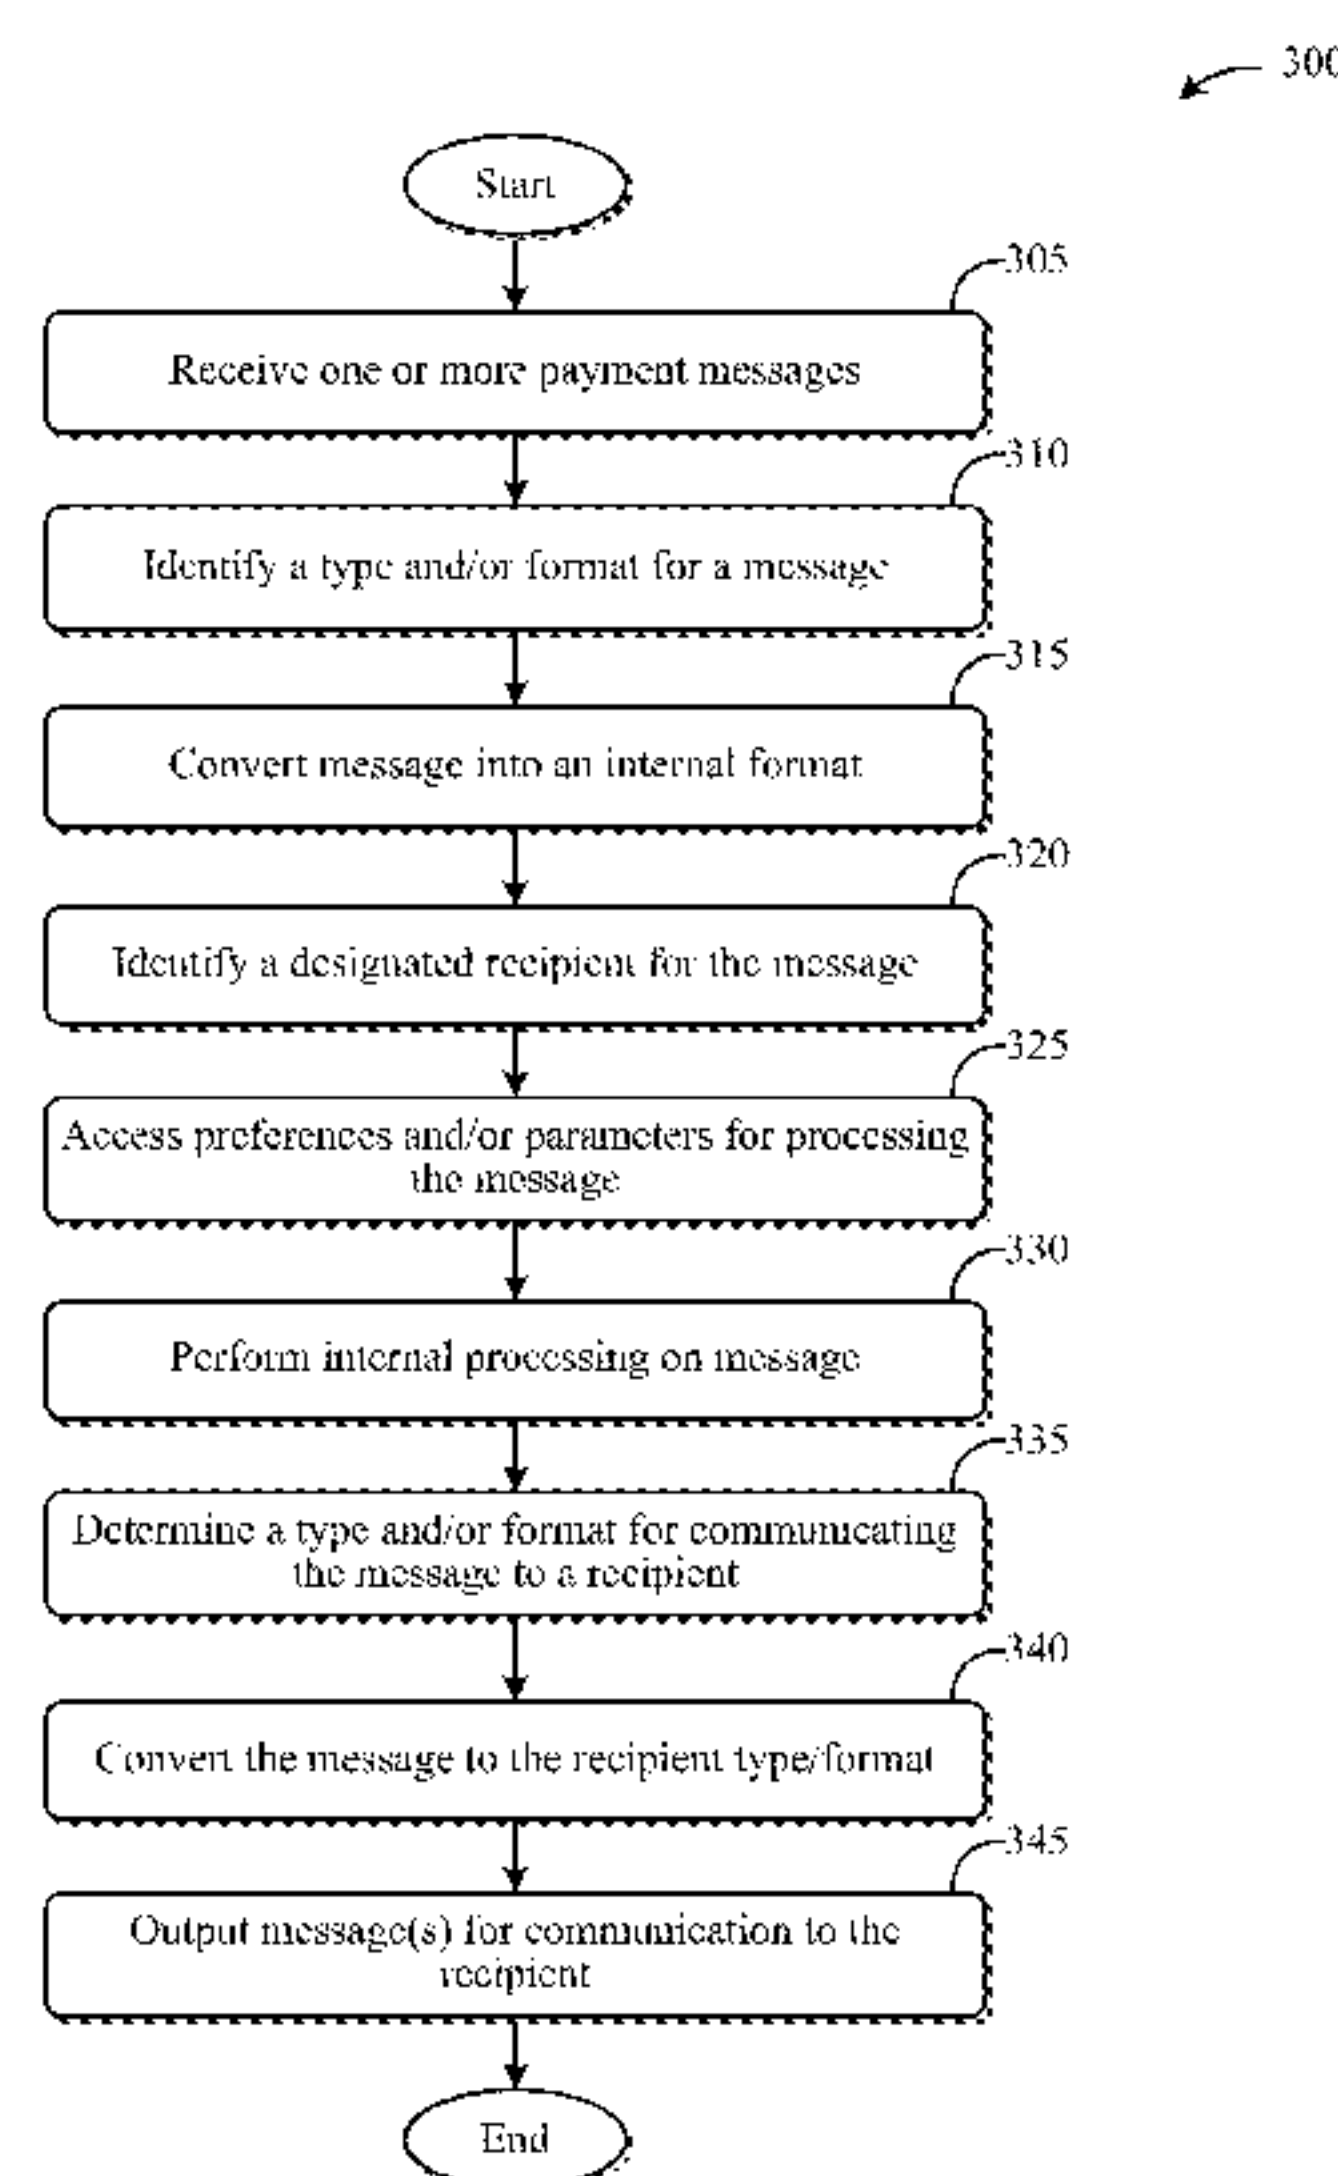 300
Start
305
Receive one or more payment messages
310
Identify a type and/or format for a message
315
Convert message into an internal format
320
Identify a designated recipient for the message
325
Access preferences and/or parameters for processing
the message
330
Perform internal processing on message
335
Determine a type and/or format for communicating
the message to a recipient
340
Convert the message to the recipient type/format
345
Output message(s) for communication to the
recipient
End